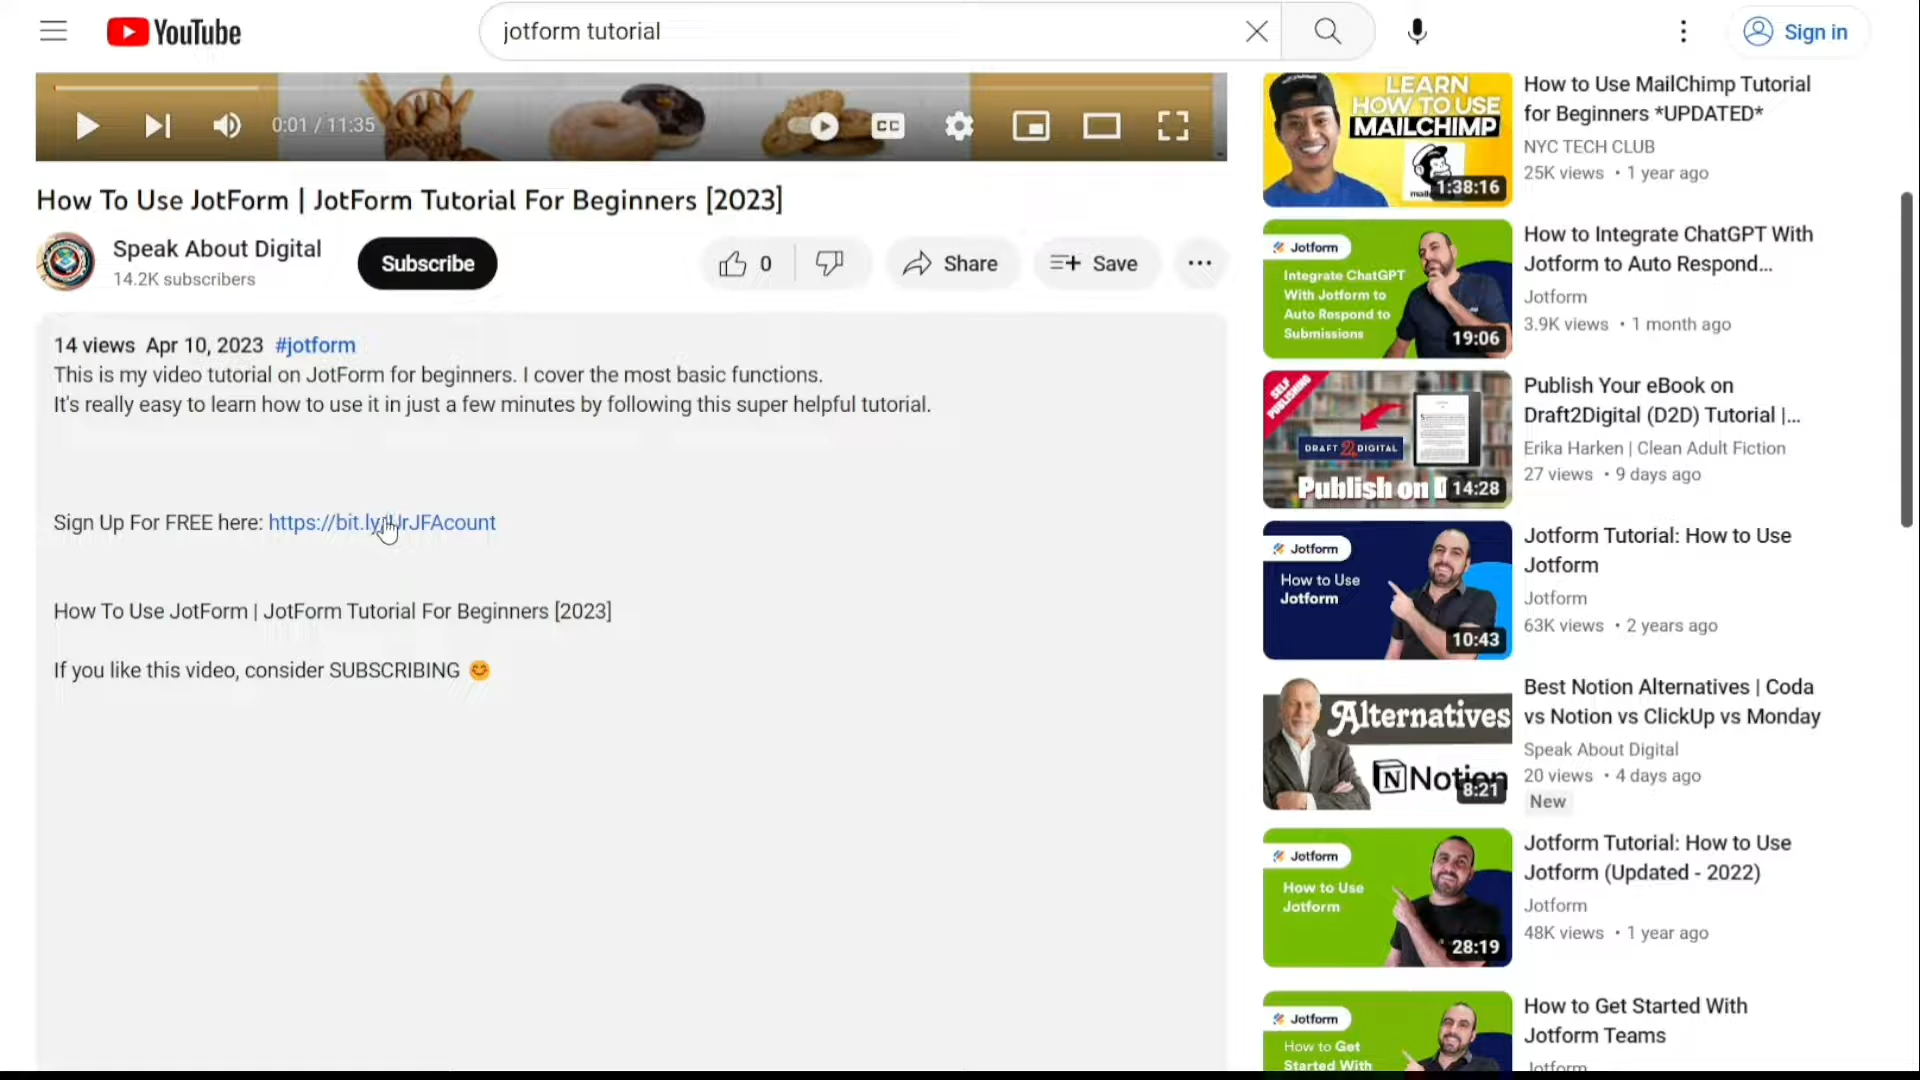 YouTube
jotform tutorial
Sign in
0:01 / 11:35
CC
How To Use JotForm | JotForm Tutorial For Beginners [2023]
Speak About Digital
14.2K subscribers
Subscribe
0
Share
Save
14 views Apr 10, 2023 #jotform
This is my video tutorial on JotForm for beginners. I cover the most basic functions.
It's really easy to learn how to use it in just a few minutes by following this super helpful tutorial.
Sign Up For FREE here: https://bit.ly/UrJFAcount
How To Use JotForm | JotForm Tutorial For Beginners [2023]
If you like this video, consider SUBSCRIBING 😊
LEARN
HOW TO USE
MAILCHIMP
1:38:16
How to Use MailChimp Tutorial
for Beginners *UPDATED*
NYC TECH CLUB
25K views • 1 year ago
Jotform
Integrate ChatGPT
With Jotform to
Auto Respond to
Submissions
19:06
How to Integrate ChatGPT With
Jotform to Auto Respond...
Jotform
3.9K views • 1 month ago
SELF
PUBLISHING
DRAFT 2 DIGITAL
Publish on D
14:28
Publish Your eBook on
Draft2Digital (D2D) Tutorial |...
Erika Harken | Clean Adult Fiction
27 views • 9 days ago
Jotform
How to Use
Jotform
10:43
Jotform Tutorial: How to Use
Jotform
Jotform
63K views • 2 years ago
Alternatives
Notion
8:21
Best Notion Alternatives | Coda
vs Notion vs ClickUp vs Monday
Speak About Digital
20 views • 4 days ago
New
Jotform
How to Use
Jotform
28:19
Jotform Tutorial: How to Use
Jotform (Updated - 2022)
Jotform
48K views • 1 year ago
Jotform
How to Get
Started With
How to Get Started With
Jotform Teams
Jotform